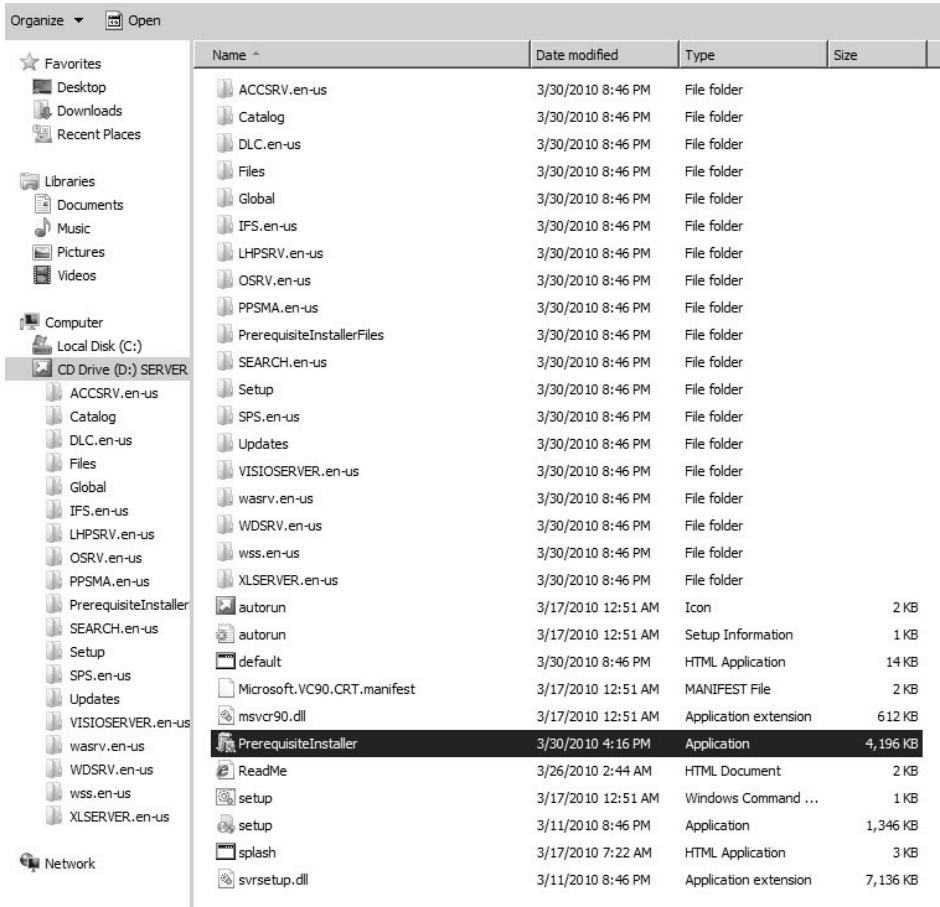 Organize Open
Favorites
Desktop
Downloads
Recent Places
Libraries
Documents
Music
Pictures
Videos
Computer
Local Disk (C:)
CD Drive (D:) SERVER
ACCSRV.en-us
Catalog
DLC.en-us
Files
Global
IFS.en-us
LHPSRV.en-us
OSRV.en-us
PPSMA.en-us
PrerequisiteInstaller
SEARCH.en-us
Setup
SPS.en-us
Updates
VISIOSERVER.en-us
wasrv.en-us
WDSRV.en-us
wss.en-us
XLSERVER.en-us
Network
Name Date modified Type Size
ACCSRV.en-us 3/30/2010 8:46 PM File folder
Catalog 3/30/2010 8:46 PM File folder
DLC.en-us 3/30/2010 8:46 PM File folder
Files 3/30/2010 8:46 PM File folder
Global 3/30/2010 8:46 PM File folder
IFS.en-us 3/30/2010 8:46 PM File folder
LHPSRV.en-us 3/30/2010 8:46 PM File folder
OSRV.en-us 3/30/2010 8:46 PM File folder
PPSMA.en-us 3/30/2010 8:46 PM File folder
PrerequisiteInstallerFiles 3/30/2010 8:46 PM File folder
SEARCH.en-us 3/30/2010 8:46 PM File folder
Setup 3/30/2010 8:46 PM File folder
SPS.en-us 3/30/2010 8:46 PM File folder
Updates 3/30/2010 8:46 PM File folder
VISIOSERVER.en-us 3/30/2010 8:46 PM File folder
wasrv.en-us 3/30/2010 8:46 PM File folder
WDSRV.en-us 3/30/2010 8:46 PM File folder
wss.en-us 3/30/2010 8:46 PM File folder
XLSERVER.en-us 3/30/2010 8:46 PM File folder
autorun 3/17/2010 12:51 AM Icon 2 KB
autorun 3/17/2010 12:51 AM Setup Information 1 KB
default 3/30/2010 8:46 PM HTML Application 14 KB
Microsoft.VC90.CRT.manifest 3/17/2010 12:51 AM MANIFEST File 2 KB
msvcr90.dll 3/17/2010 12:51 AM Application extension 612 KB
PrerequisiteInstaller 3/30/2010 4:16 PM Application 4,196 KB
ReadMe 3/26/2010 2:44 AM HTML Document 2 KB
setup 3/17/2010 12:51 AM Windows Command ... 1 KB
setup 3/11/2010 8:46 PM Application 1,346 KB
splash 3/17/2010 7:22 AM HTML Application 3 KB
svrsetup.dll 3/11/2010 8:46 PM Application extension 7,136 KB